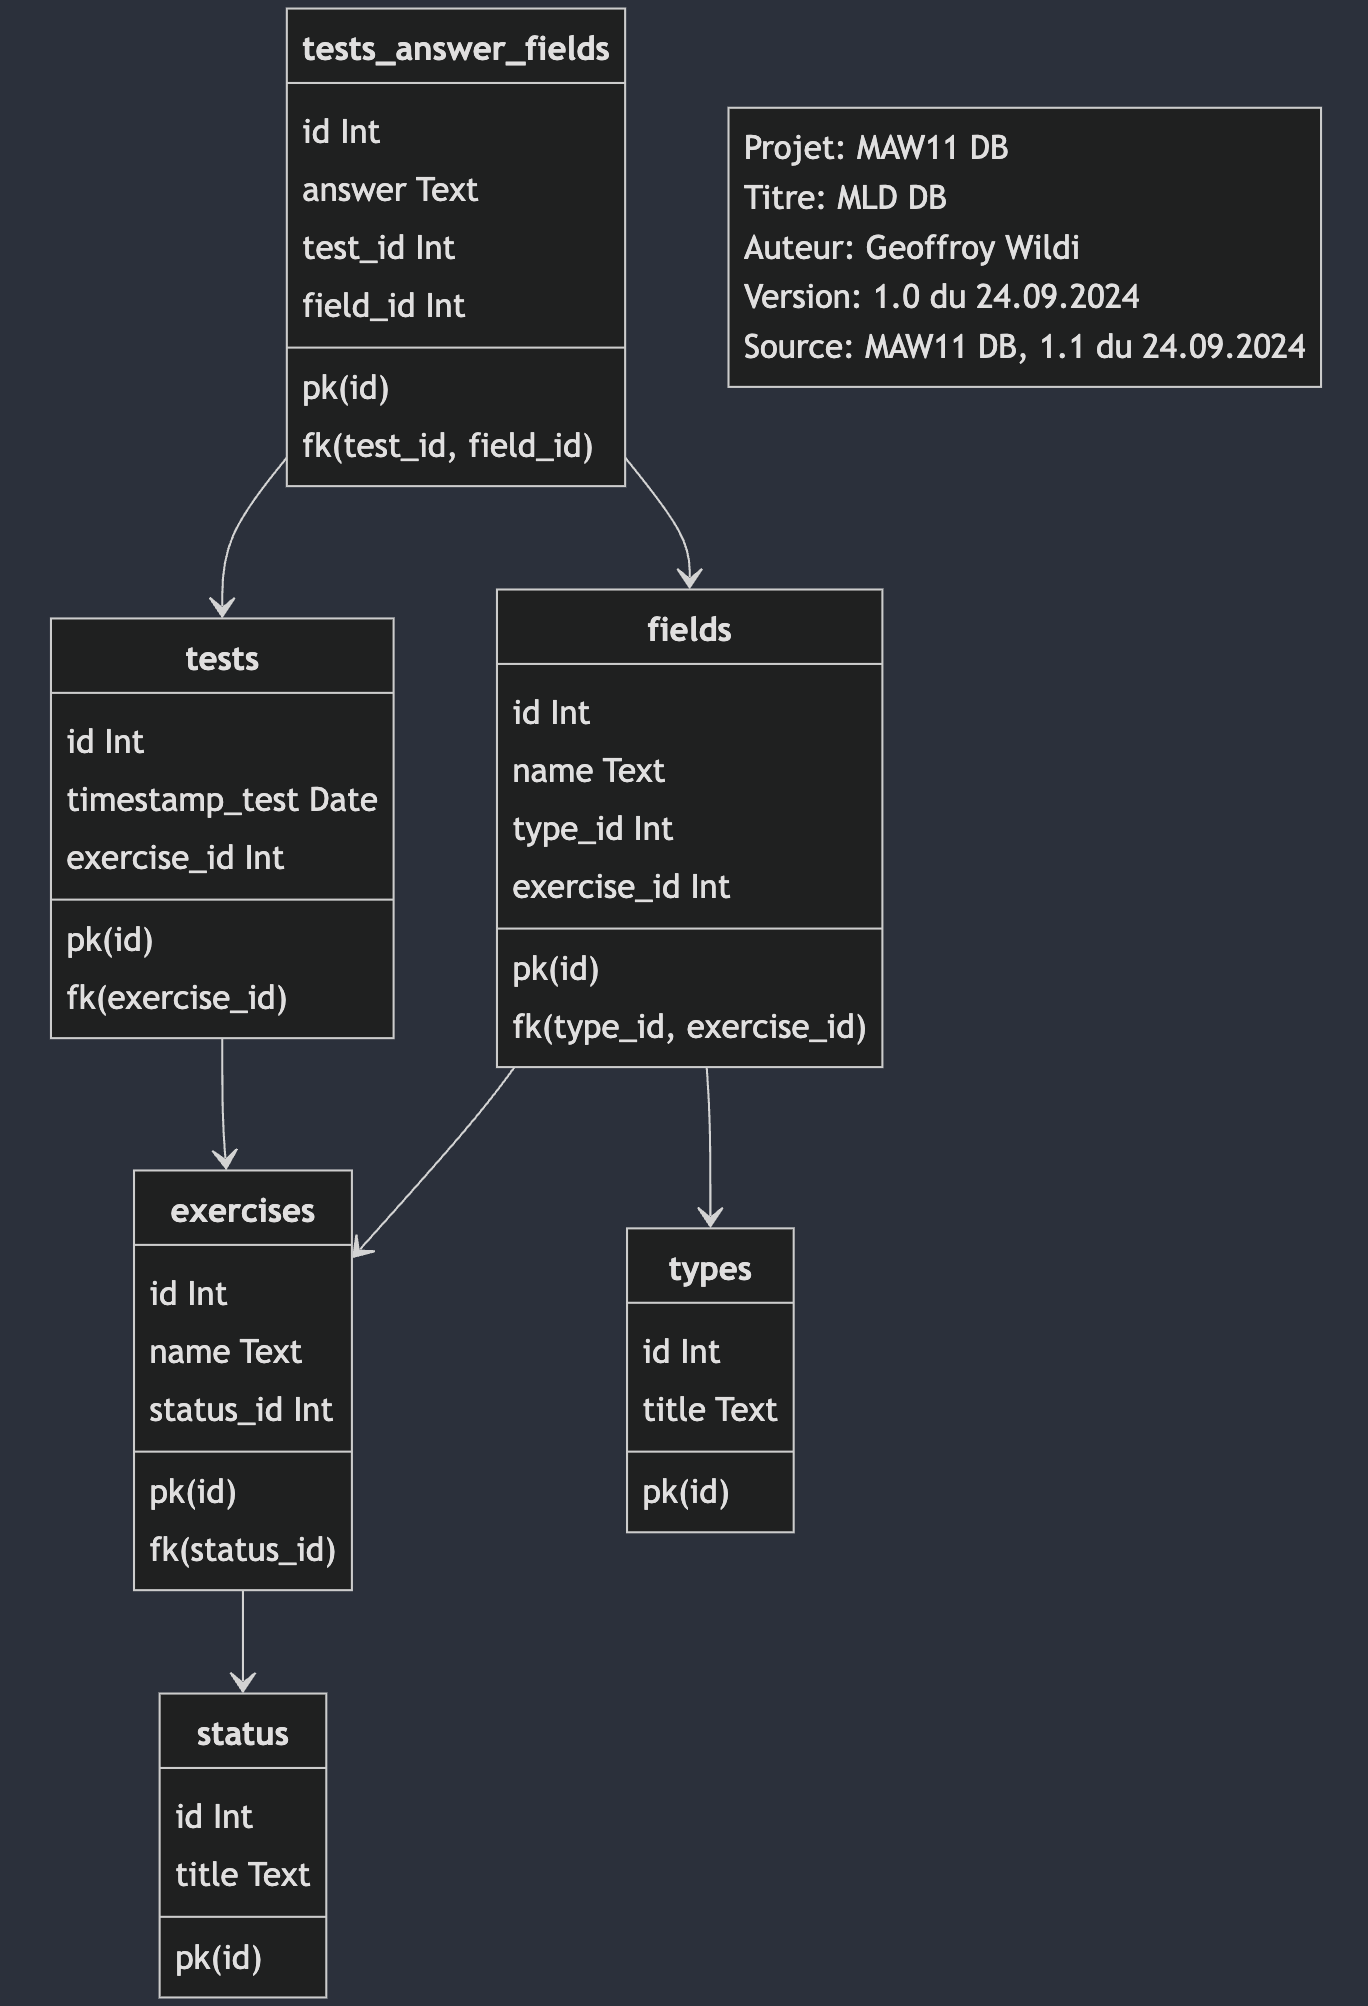 tests_answer_fields
id Int
answer Text
test_id Int
field_id Int
pk(id)
fk(test_id, field_id)
Projet: MAW11 DB
Titre: MLD DB
Auteur: Geoffroy Wildi
Version: 1.0 du 24.09.2024
Source: MAW11 DB, 1.1 du 24.09.2024
tests
id Int
timestamp_test Date
exercise_id Int
pk(id)
fk(exercise_id)
fields
id Int
name Text
type_id Int
exercise_id Int
pk(id)
fk(type_id, exercise_id)
exercises
id Int
name Text
status_id Int
pk(id)
fk(status_id)
types
id Int
title Text
pk(id)
status
id Int
title Text
pk(id)